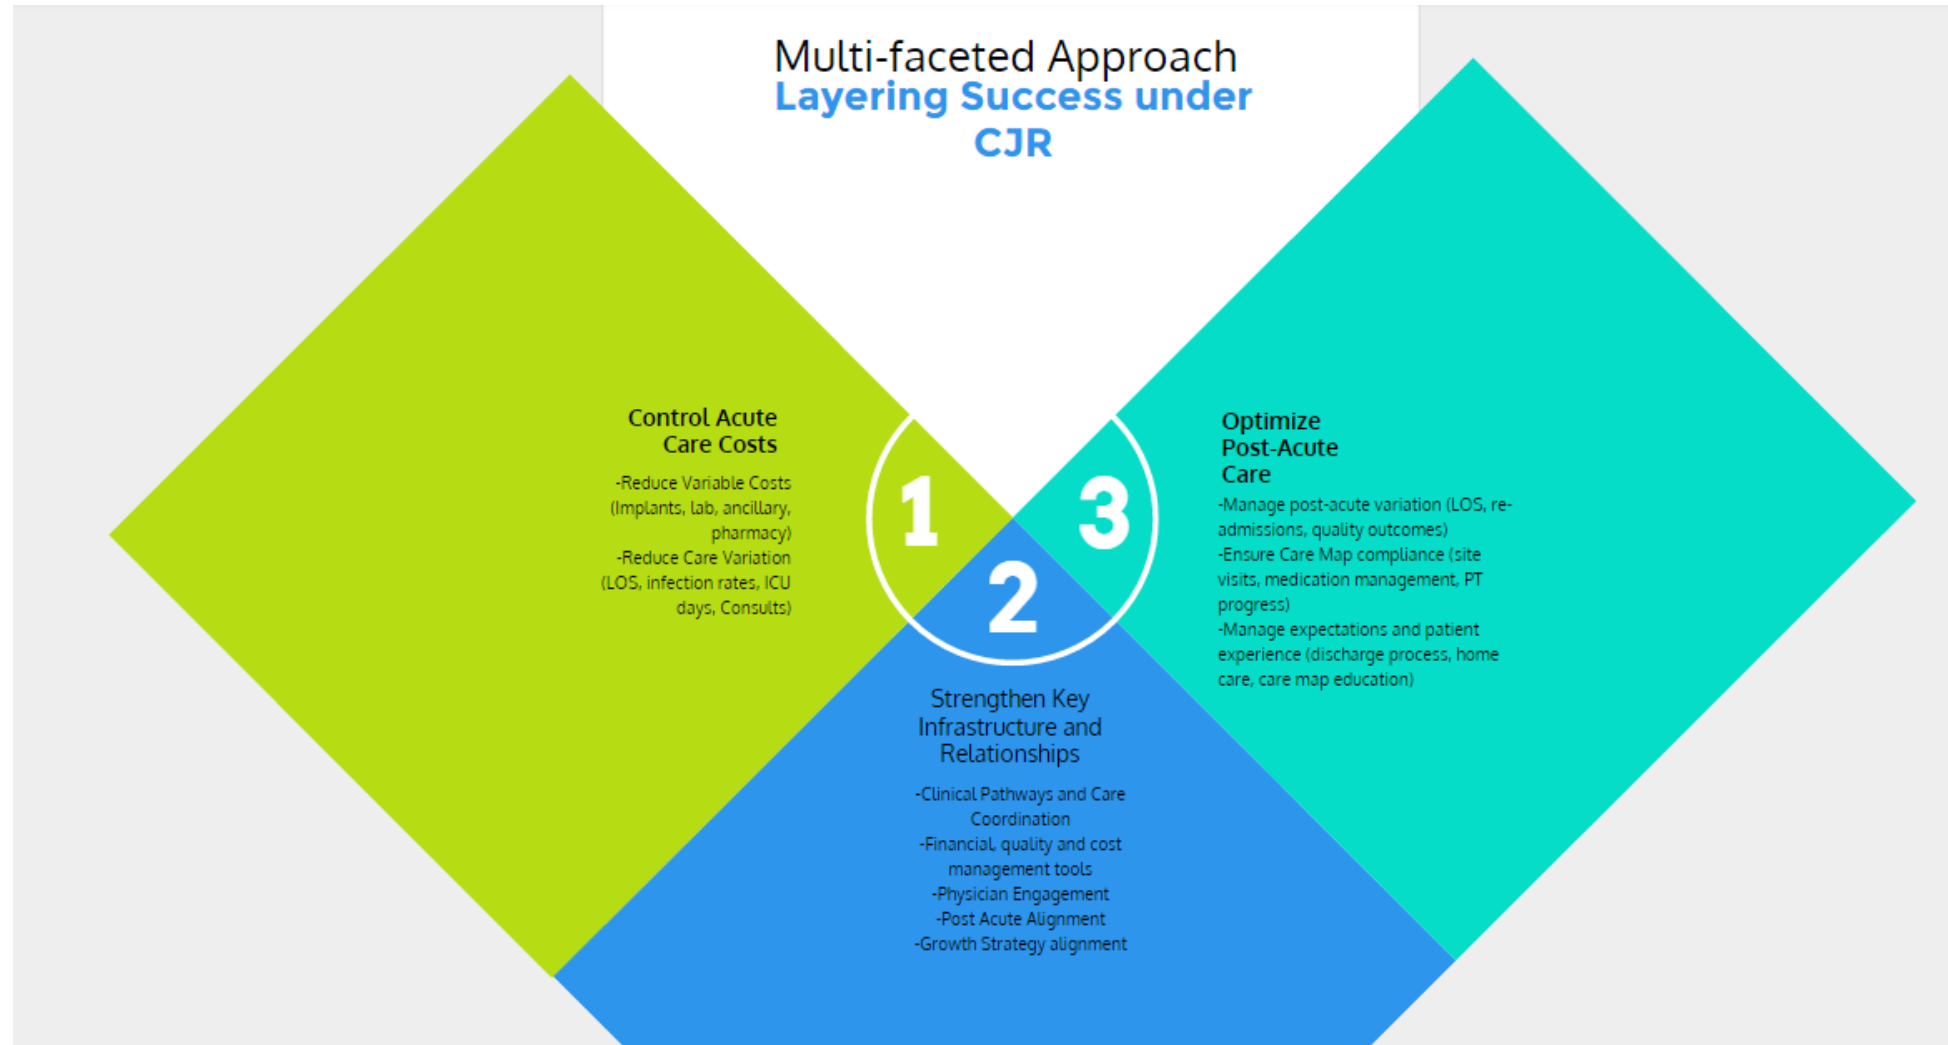 Multi-faceted Approach
Layering Success under
CJR
1
Control Acute
Care Costs
-Reduce Variable Costs
(Implants, lab, ancillary,
pharmacy)
-Reduce Care Variation
(LOS, infection rates, ICU
days, Consults)
2
Strengthen Key
Infrastructure and
Relationships
-Clinical Pathways and Care
Coordination
-Financial, quality and cost
management tools
-Physician Engagement
-Post Acute Alignment
-Growth Strategy alignment
3
Optimize
Post-Acute
Care
-Manage post-acute variation (LOS, re-
admissions, quality outcomes)
-Ensure Care Map compliance (site
visits, medication management, PT
progress)
-Manage expectations and patient
experience (discharge process, home
care, care map education)